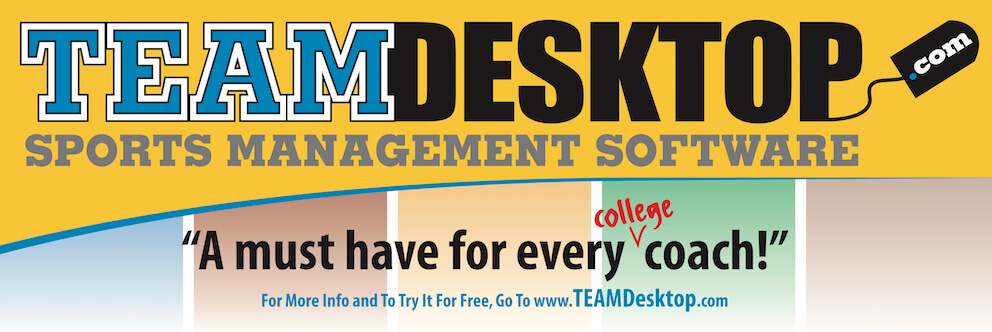 TEAMDESKTOP.com
SPORTS MANAGEMENT SOFTWARE
“A must have for every college coach!”
For More Info and To Try It For Free, Go To www.TEAMDesktop.com